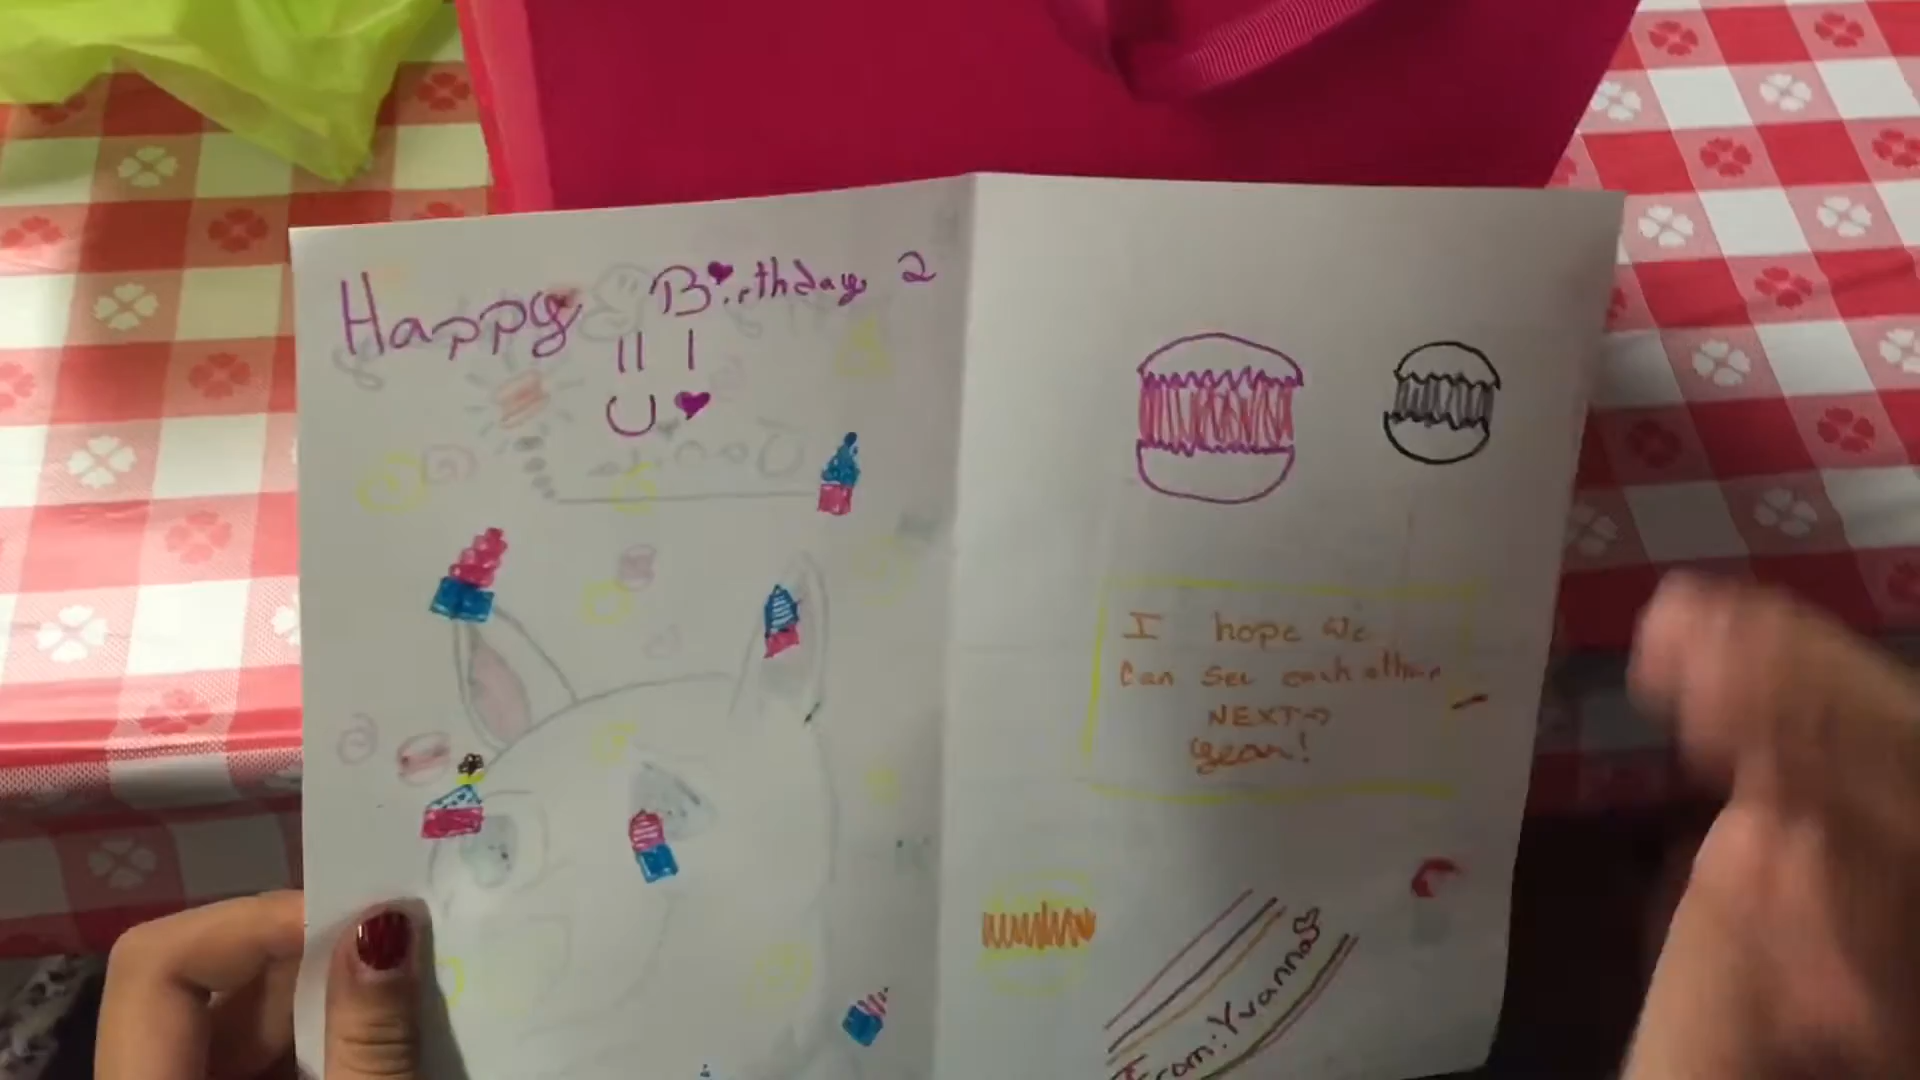 Happy Birthday 2
U
I hope we
can see each other
NEXT→
year!
From: Yvanna